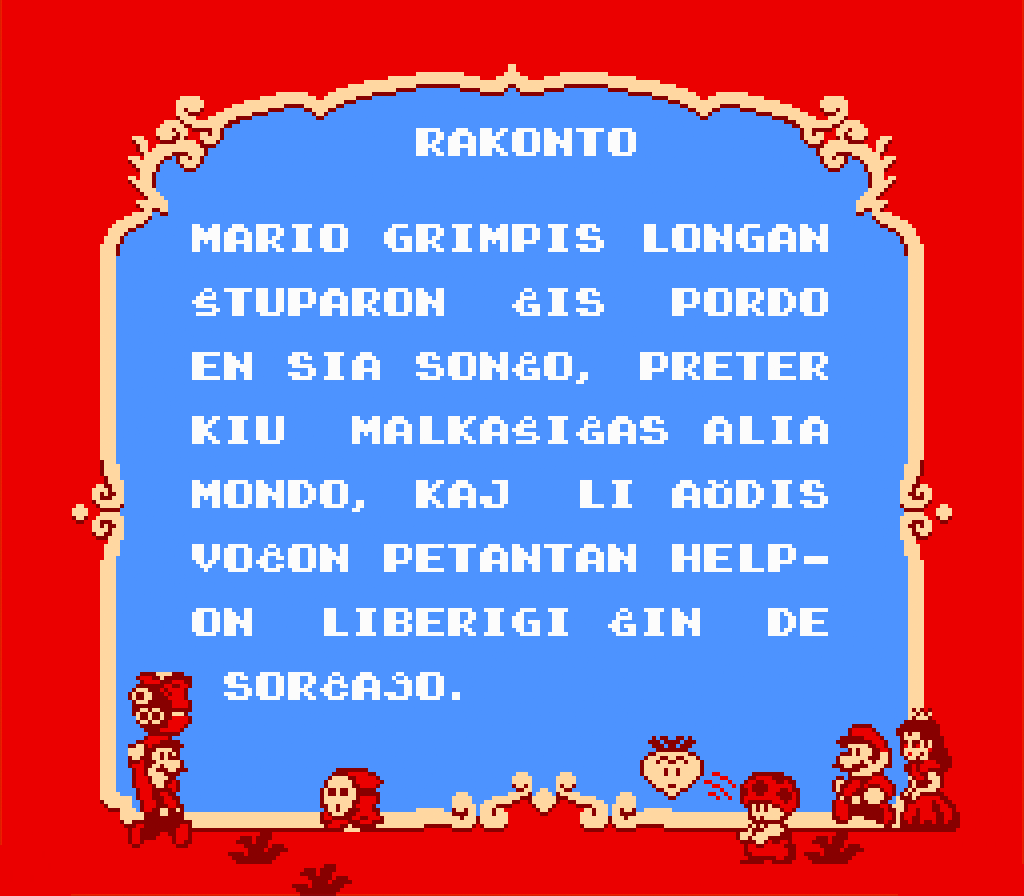 RAKONTO
MARIO GRIMPIS LONGAN
ŜTUPARON ĜIS PORDO
EN SIA SONĜO, PRETER
KIU MALKAŜIĜAS ALIA
MONDO, KAJ LI AŬDIS
VOĈON PETANTAN HELP-
ON LIBERIGI ĜIN DE
SORĈAĴO.